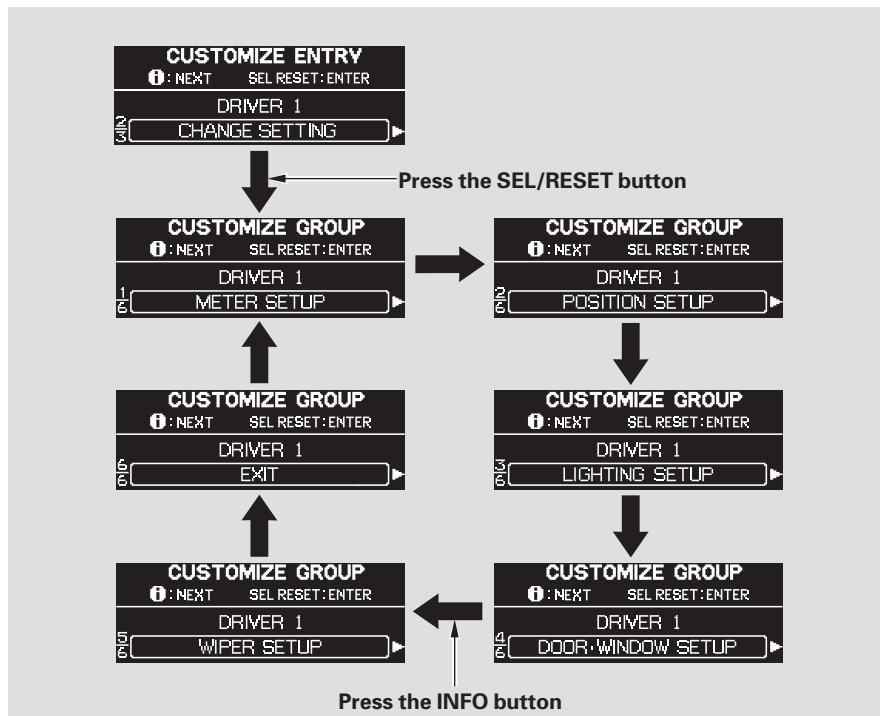 CUSTOMIZE ENTRY
i : NEXT SEL RESET : ENTER
DRIVER 1
2/3 CHANGE SETTING
Press the SEL/RESET button
CUSTOMIZE GROUP
i : NEXT SEL RESET : ENTER
DRIVER 1
1/6 METER SETUP
CUSTOMIZE GROUP
i : NEXT SEL RESET : ENTER
DRIVER 1
2/6 POSITION SETUP
CUSTOMIZE GROUP
i : NEXT SEL RESET : ENTER
DRIVER 1
6/6 EXIT
CUSTOMIZE GROUP
i : NEXT SEL RESET : ENTER
DRIVER 1
3/6 LIGHTING SETUP
CUSTOMIZE GROUP
i : NEXT SEL RESET : ENTER
DRIVER 1
5/6 WIPER SETUP
CUSTOMIZE GROUP
i : NEXT SEL RESET : ENTER
DRIVER 1
4/6 DOOR·WINDOW SETUP
Press the INFO button